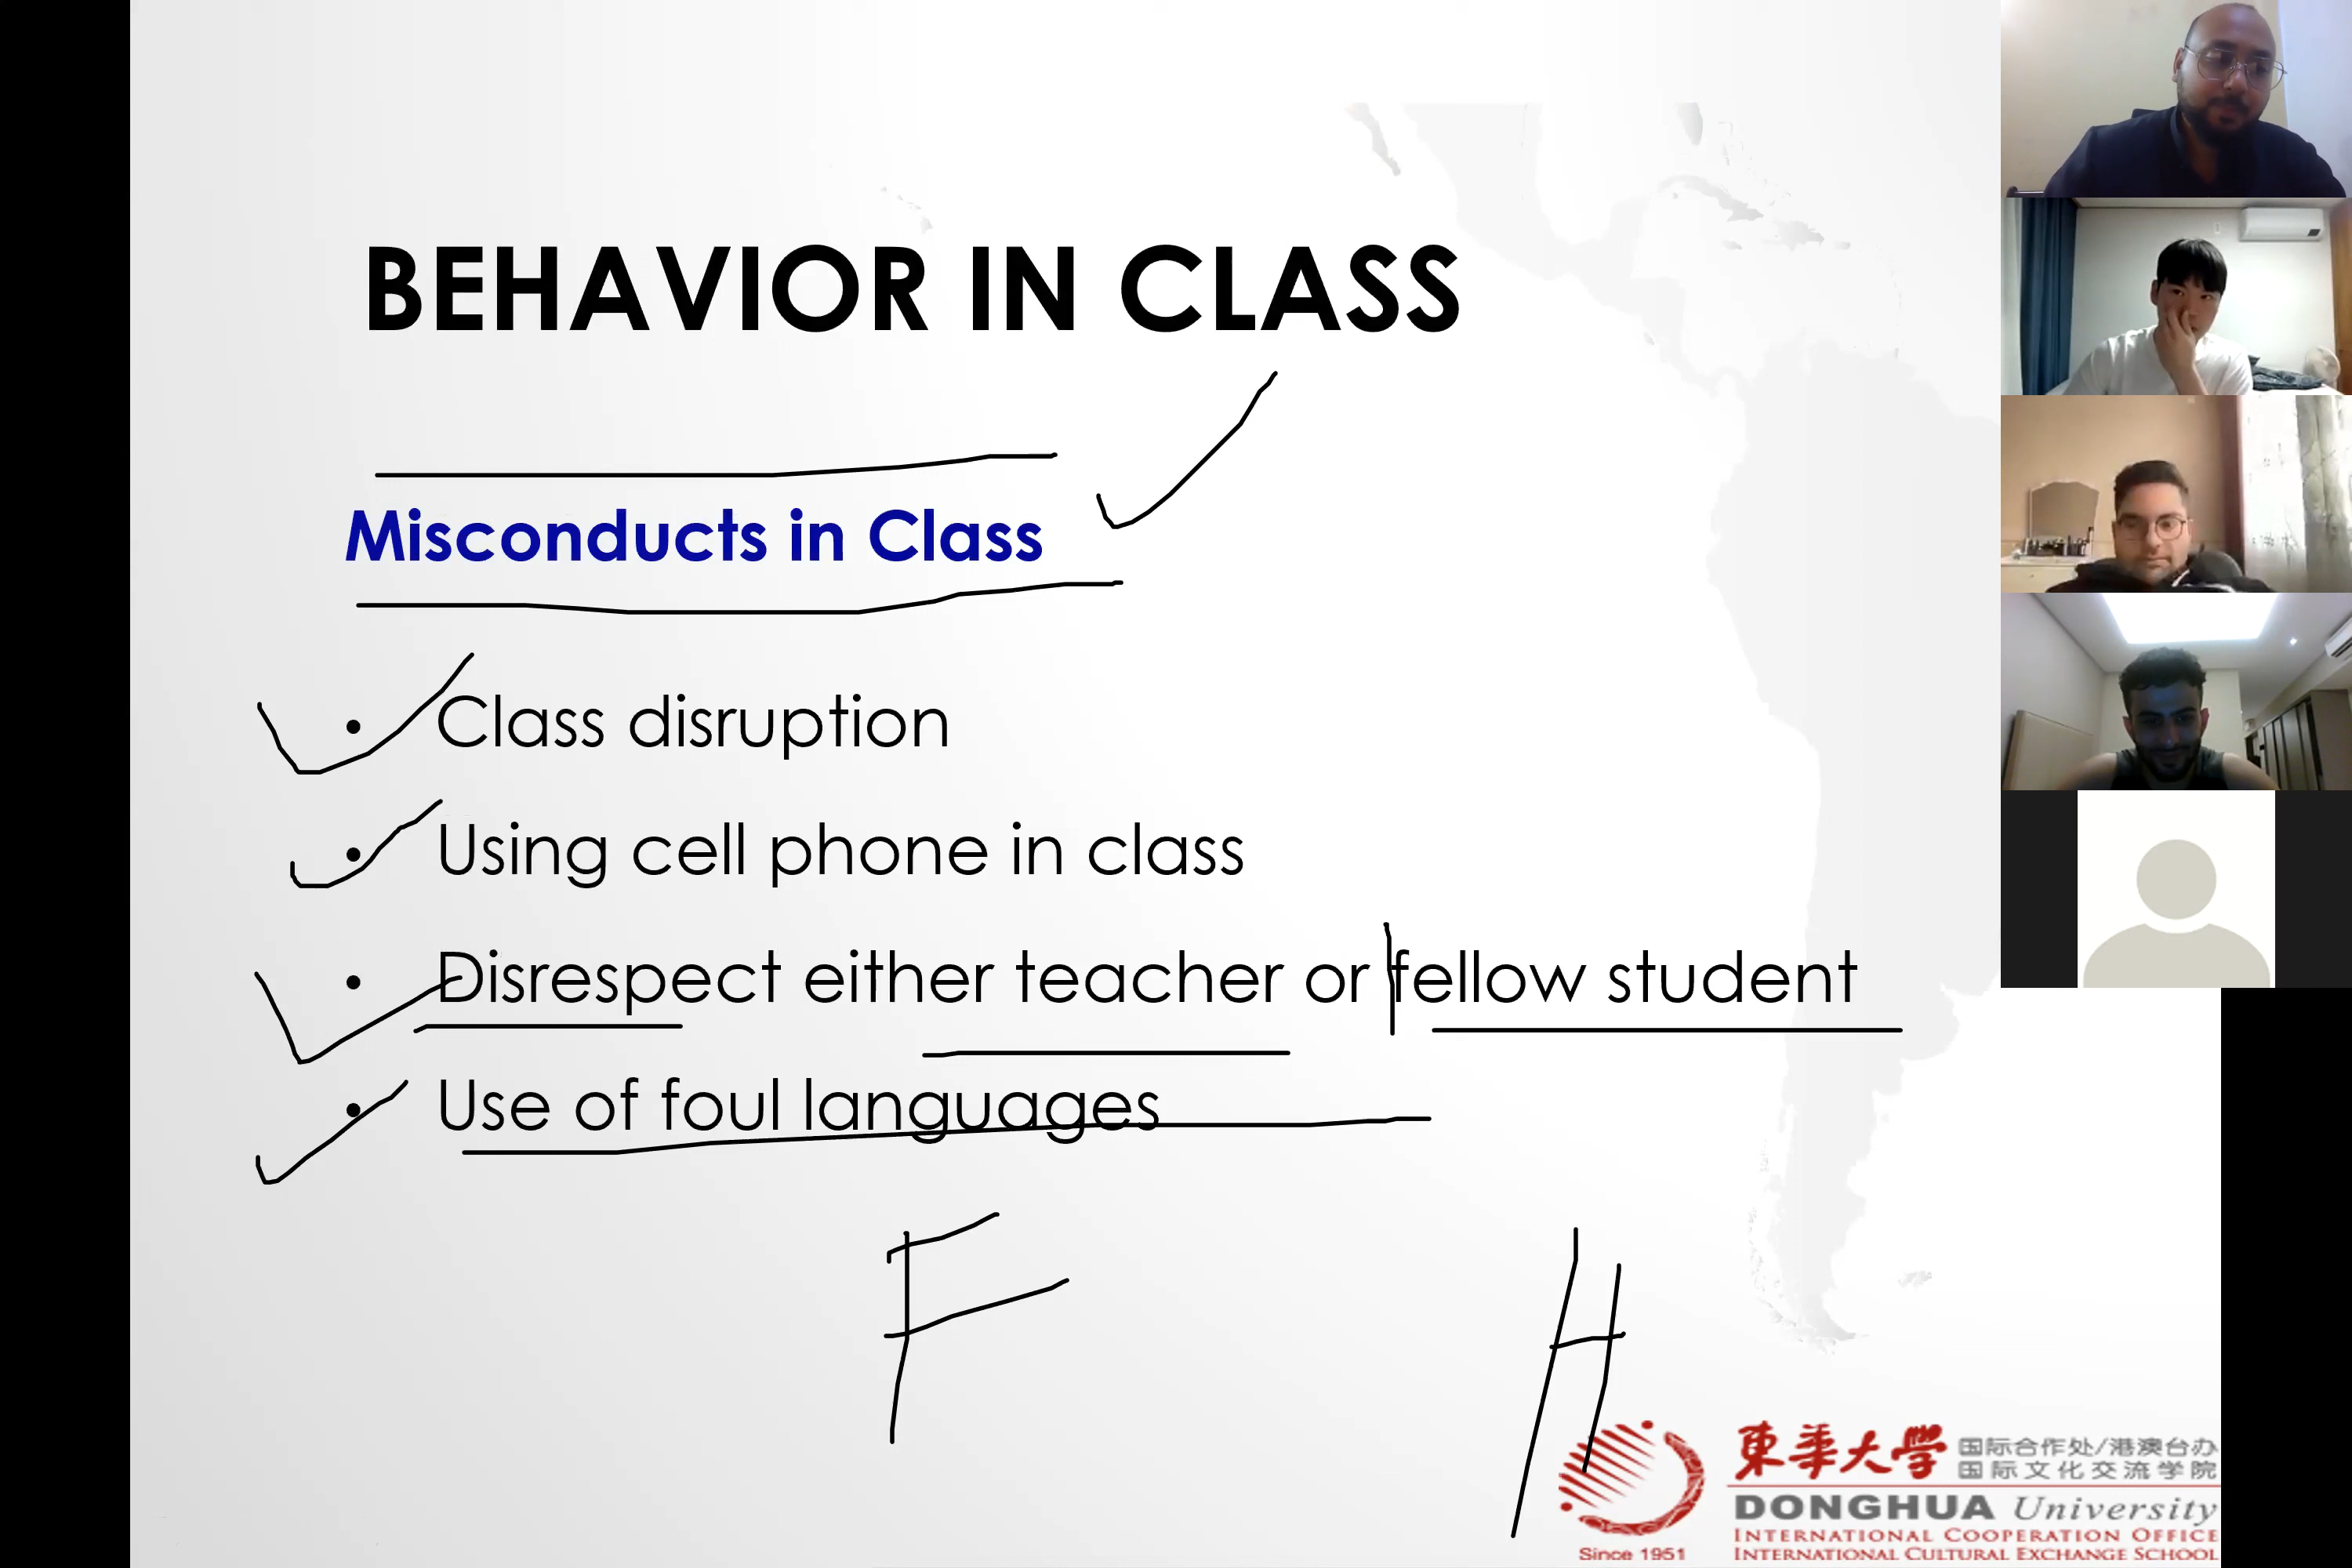 BEHAVIOR IN CLASS
Misconducts in Class
• Class disruption
• Using cell phone in class
• Disrespect either teacher or fellow student
• Use of foul languages
F
H
東華大學
国际合作处/港澳台办
国际文化交流学院
DONGHUA University
INTERNATIONAL COOPERATION OFFICE
INTERNATIONAL CULTURAL EXCHANGE SCHOOL
Since 1951